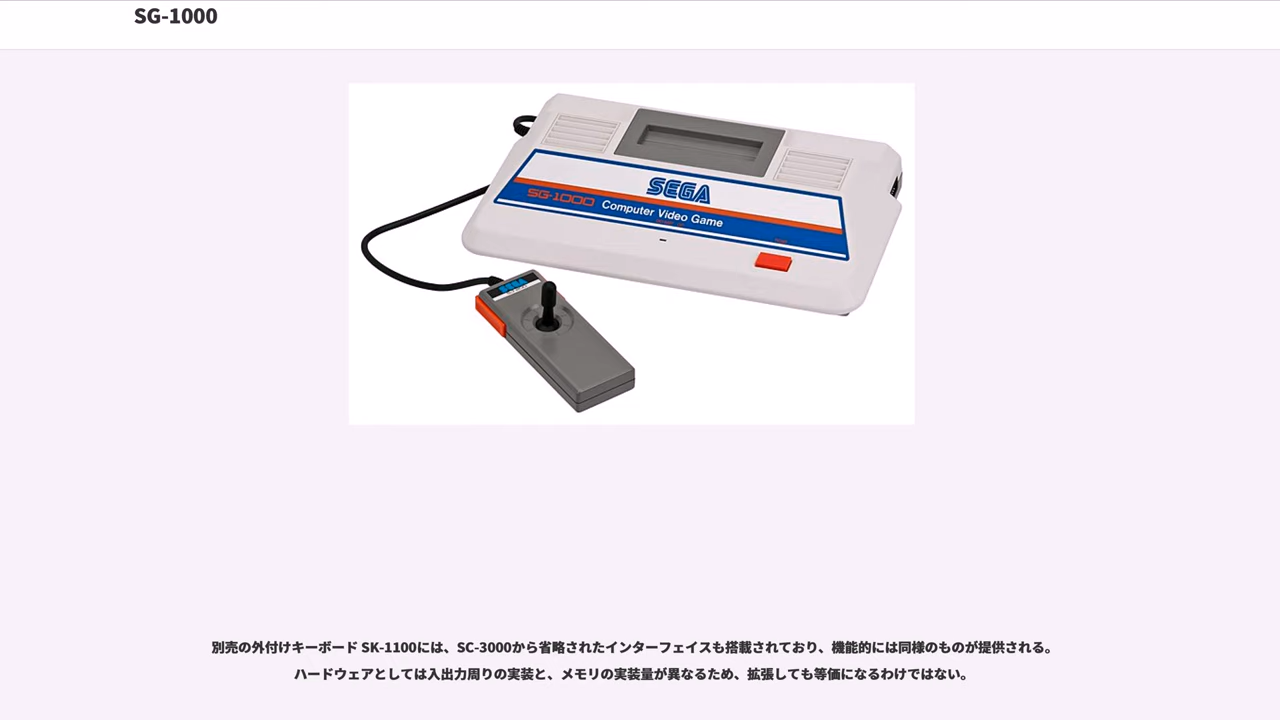 SG-1000
SEGA
SG-1000 Computer Video Game
SEGA
別売の外付けキーボード SK-1100には、SC-3000から省略されたインターフェイスも搭載されており、機能的には同様のものが提供される。
ハードウェアとしては入出力周りの実装と、メモリの実装量が異なるため、拡張しても等価になるわけではない。